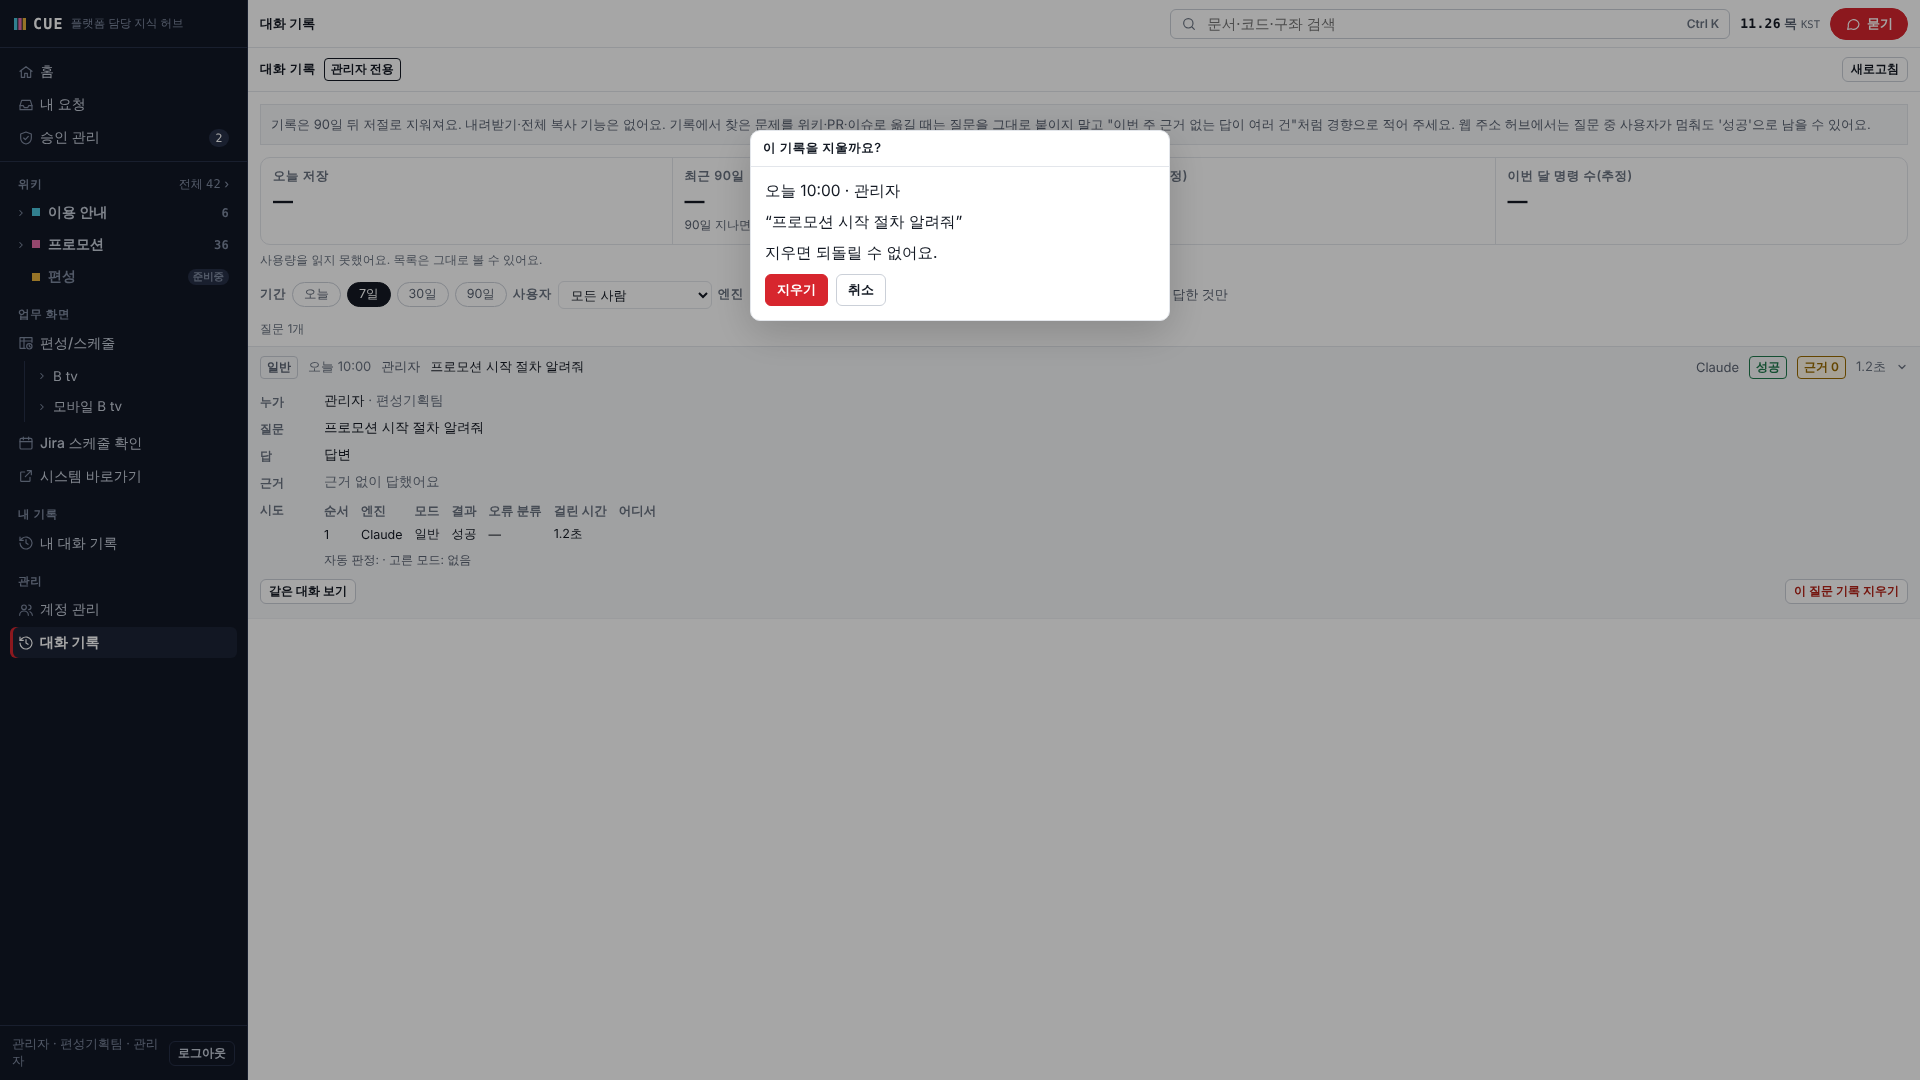 CUE 플랫폼 담당 지식 허브
홈
내 요청
승인 관리 2
위키 전체 42 ›
이용 안내 6
프로모션 36
편성 준비중
업무 화면
편성/스케줄
B tv
모바일 B tv
Jira 스케줄 확인
시스템 바로가기
내 기록
내 대화 기록
관리
계정 관리
대화 기록
관리자 · 편성기획팀 · 관리
자
로그아웃
대화 기록
문서·코드·구좌 검색 Ctrl K
11.26 목 KST
묻기
대화 기록 관리자 전용
새로고침
기록은 90일 뒤 저절로 지워져요. 내려받기·전체 복사 기능은 없어요. 기록에서 찾은 문제를 위키·PR·이슈로 옮길 때는 질문을 그대로 붙이지 말고 "이번 주 근거 없는 답이 여러 건"처럼 경향으로 적어 주세요. 웹 주소 허브에서는 질문 중 사용자가 멈춰도 '성공'으로 남을 수 있어요.
오늘 저장
—
최근 90일
—
90일 지나면
정)
이번 달 명령 수(추정)
—
사용량을 읽지 못했어요. 목록은 그대로 볼 수 있어요.
기간 오늘 7일 30일 90일 사용자 모든 사람 엔진
답한 것만
질문 1개
이 기록을 지울까요?
오늘 10:00 · 관리자
“프로모션 시작 절차 알려줘”
지우면 되돌릴 수 없어요.
지우기 취소
일반 오늘 10:00 관리자 프로모션 시작 절차 알려줘 Claude 성공 근거 0 1.2초
누가 관리자 · 편성기획팀
질문 프로모션 시작 절차 알려줘
답 답변
근거 근거 없이 답했어요
시도 순서 엔진 모드 결과 오류 분류 걸린 시간 어디서
1 Claude 일반 성공 — 1.2초
자동 판정: · 고른 모드: 없음
같은 대화 보기
이 질문 기록 지우기